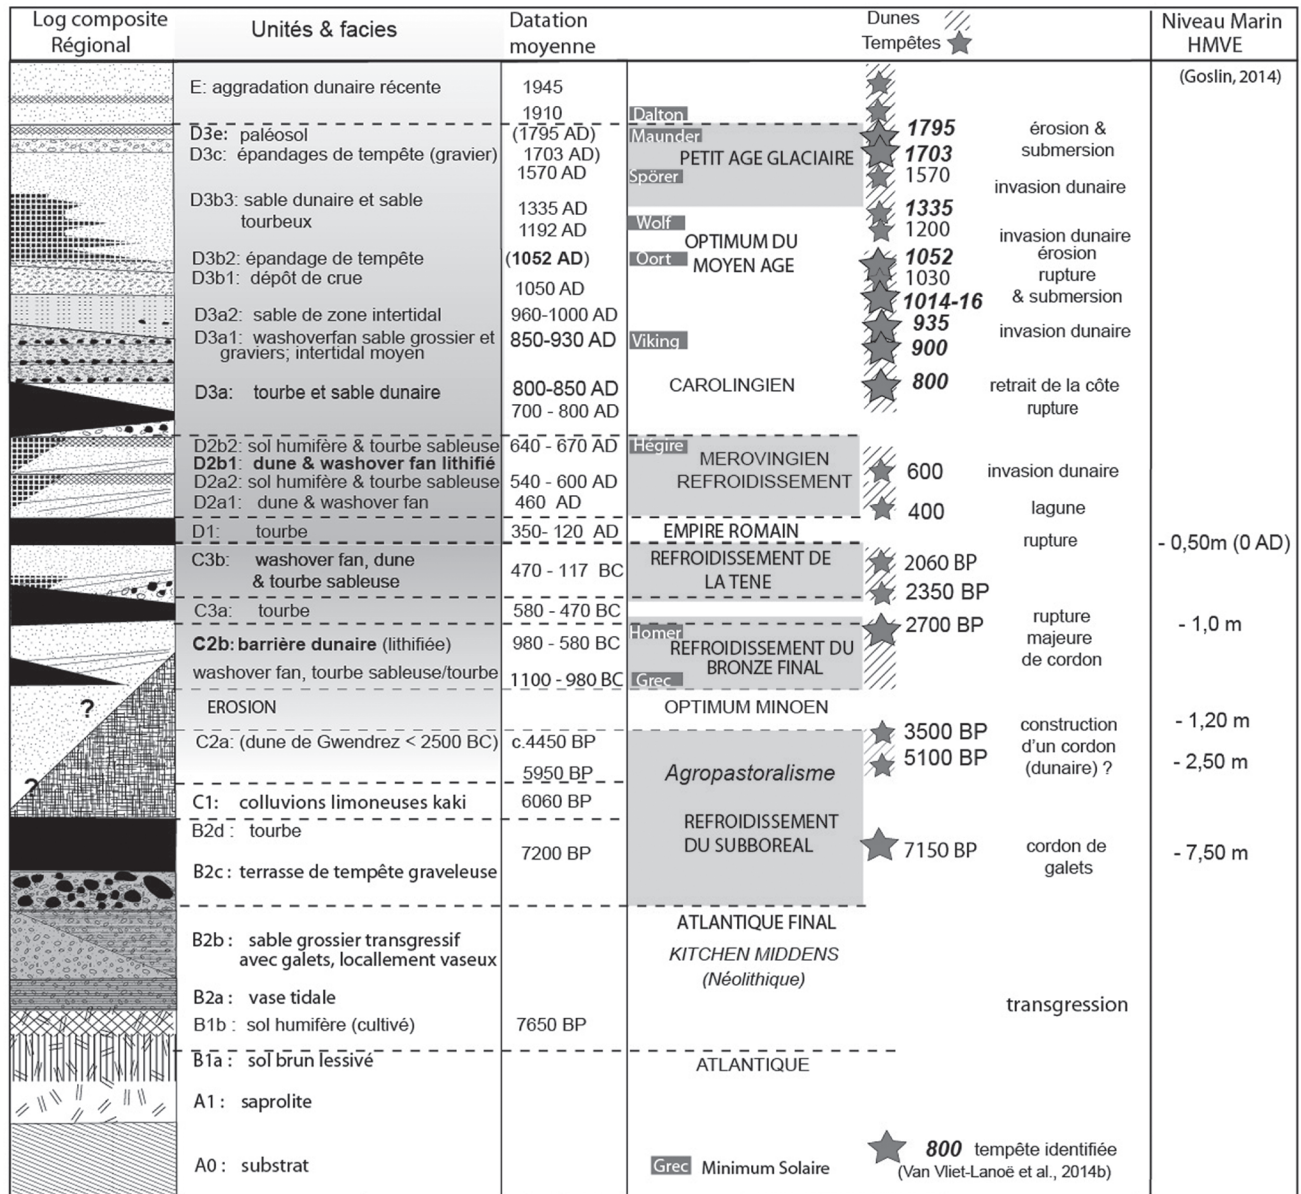 Log composite
Régional
Unités & facies
Datation
moyenne
Dunes
Tempêtes
Niveau Marin
HMVE
(Goslin, 2014)
E: aggradation dunaire récente
1945
1910
Dalton
D3e: paléosol
(1795 AD)
Maunder
1795
érosion &
submersion
D3c: épandages de tempête (gravier)
1703 AD)
PETIT AGE GLACIAIRE
1703
1570 AD
Spörer
1570
invasion dunaire
D3b3: sable dunaire et sable
tourbeux
1335 AD
1335
1192 AD
Wolf
1200
invasion dunaire
OPTIMUM DU
MOYEN AGE
D3b2: épandage de tempête
(1052 AD)
Oort
1052
érosion
rupture
& submersion
D3b1: dépôt de crue
1050 AD
1030
1014-16
D3a2: sable de zone intertidal
960-1000 AD
935
invasion dunaire
D3a1: washoverfan sable grossier et
graviers; intertidal moyen
850-930 AD
Viking
900
D3a: tourbe et sable dunaire
800-850 AD
700 - 800 AD
CAROLINGIEN
800
retrait de la côte
rupture
D2b2: sol humifère & tourbe sableuse
640 - 670 AD
Hégire
D2b1: dune & washover fan lithifié
MEROVINGIEN
REFROIDISSEMENT
600
invasion dunaire
D2a2: sol humifère & tourbe sableuse
540 - 600 AD
D2a1: dune & washover fan
460 AD
400
lagune
D1: tourbe
350- 120 AD
EMPIRE ROMAIN
rupture
- 0,50m (0 AD)
C3b: washover fan, dune
& tourbe sableuse
470 - 117 BC
REFROIDISSEMENT DE
LA TENE
2060 BP
2350 BP
C3a: tourbe
580 - 470 BC
C2b: barrière dunaire (lithifiée)
980 - 580 BC
Homer
REFROIDISSEMENT DU
BRONZE FINAL
2700 BP
rupture
majeure
de cordon
- 1,0 m
washover fan, tourbe sableuse/tourbe
1100 - 980 BC
Grec
?
EROSION
OPTIMUM MINOEN
- 1,20 m
C2a: (dune de Gwendrez < 2500 BC)
c.4450 BP
3500 BP
construction
d'un cordon
(dunaire) ?
5950 BP
Agropastoralisme
5100 BP
- 2,50 m
?
C1: colluvions limoneuses kaki
6060 BP
B2d : tourbe
7200 BP
REFROIDISSEMENT
DU SUBBOREAL
7150 BP
cordon de
galets
- 7,50 m
B2c : terrasse de tempête graveleuse
ATLANTIQUE FINAL
B2b : sable grossier transgressif
avec galets, locallement vaseux
KITCHEN MIDDENS
(Néolithique)
B2a : vase tidale
transgression
B1b : sol humifère (cultivé)
7650 BP
B1a : sol brun lessivé
ATLANTIQUE
A1 : saprolite
A0 : substrat
Grec Minimum Solaire
800 tempête identifiée
(Van Vliet-Lanoë et al., 2014b)